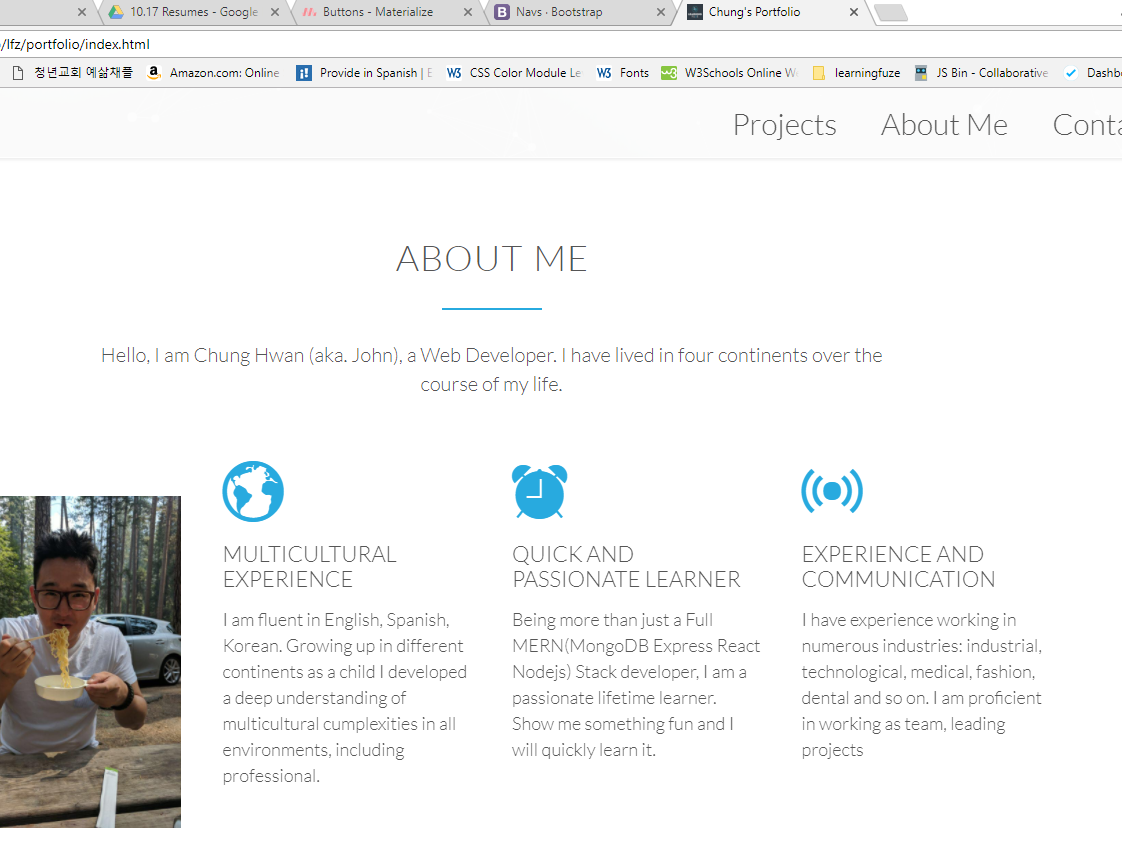 10.17 Resumes - Google
Buttons - Materialize
Navs · Bootstrap
Chung's Portfolio
/lfz/portfolio/index.html
청년교회 예삶채플
Amazon.com: Online
Provide in Spanish | E
CSS Color Module Le
Fonts
W3Schools Online W
learningfuze
JS Bin - Collaborative
Dashb
Projects
About Me
Conta
ABOUT ME
Hello, I am Chung Hwan (aka. John), a Web Developer. I have lived in four continents over the
course of my life.
MULTICULTURAL
EXPERIENCE
I am fluent in English, Spanish,
Korean. Growing up in different
continents as a child I developed
a deep understanding of
multicultural cumplexities in all
environments, including
professional.
QUICK AND
PASSIONATE LEARNER
Being more than just a Full
MERN(MongoDB Express React
Nodejs) Stack developer, I am a
passionate lifetime learner.
Show me something fun and I
will quickly learn it.
EXPERIENCE AND
COMMUNICATION
I have experience working in
numerous industries: industrial,
technological, medical, fashion,
dental and so on. I am proficient
in working as team, leading
projects